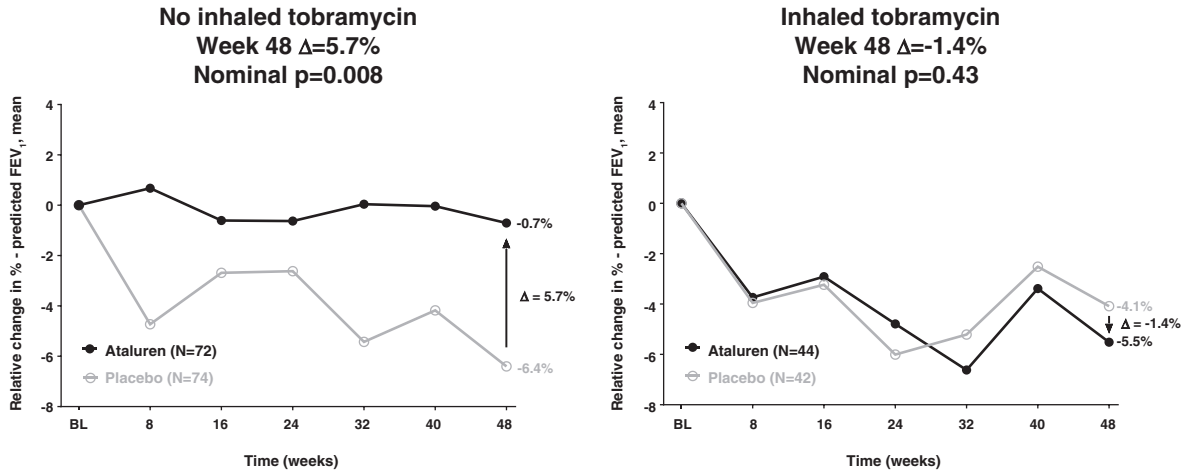 No inhaled tobramycin
Week 48 Δ=5.7%
Nominal p=0.008
Relative change in % - predicted FEV1, mean
4
2
0
-2
-4
-6
-8
-0.7%
Δ = 5.7%
-6.4%
Ataluren (N=72)
Placebo (N=74)
BL 8 16 24 32 40 48
Time (weeks)
Inhaled tobramycin
Week 48 Δ=-1.4%
Nominal p=0.43
Relative change in % - predicted FEV1, mean
4
2
0
-2
-4
-6
-8
-4.1%
Δ = -1.4%
-5.5%
Ataluren (N=44)
Placebo (N=42)
BL 8 16 24 32 40 48
Time (weeks)